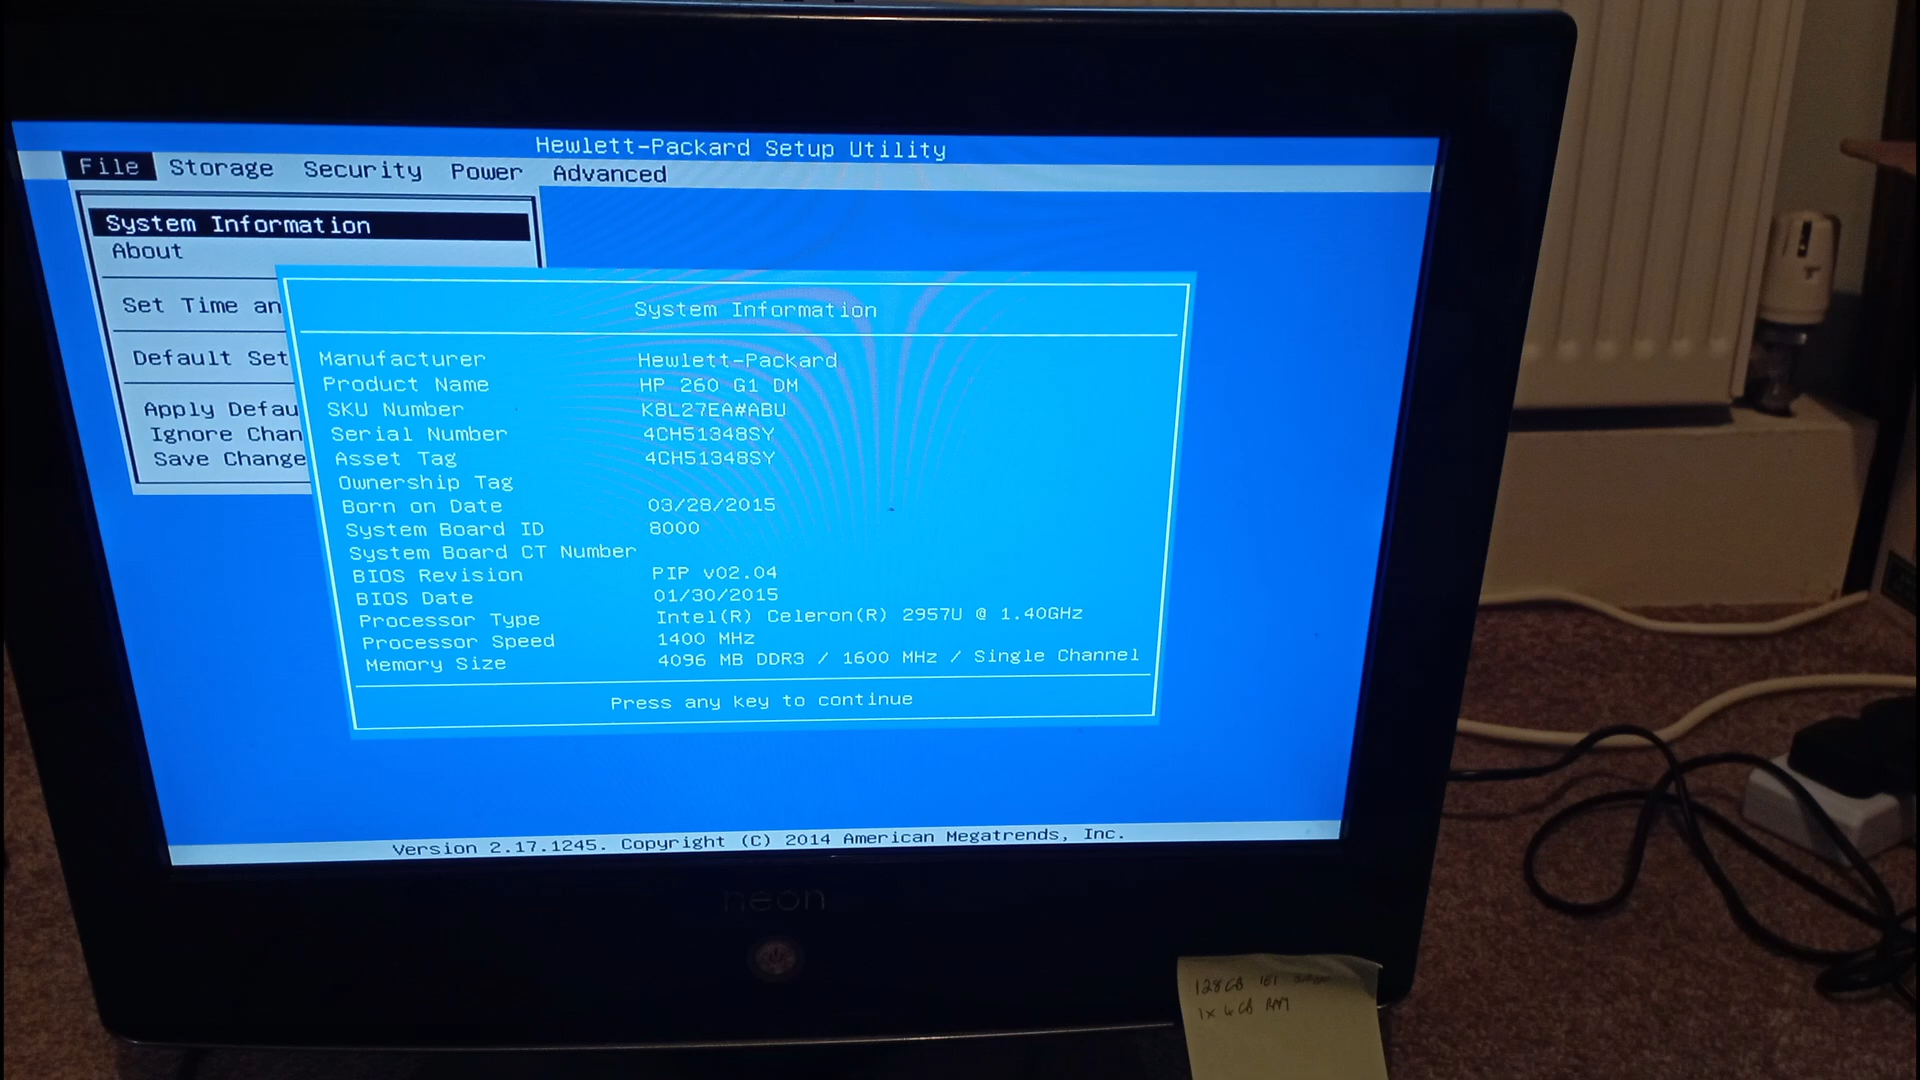 Hewlett-Packard Setup Utility
File Storage Security Power Advanced
System Information
About
Set Time an
Default Set
Apply Defau
Ignore Chan
Save Change
System Information
Manufacturer Hewlett-Packard
Product Name HP 260 G1 DM
SKU Number K8L27EA#ABU
Serial Number 4CH51348SY
Asset Tag 4CH51348SY
Ownership Tag
Born on Date 03/28/2015
System Board ID 8000
System Board CT Number
BIOS Revision PIP v02.04
BIOS Date 01/30/2015
Processor Type Intel(R) Celeron(R) 2957U @ 1.40GHz
Processor Speed 1400 MHz
Memory Size 4096 MB DDR3 / 1600 MHz / Single Channel
Press any key to continue
Version 2.17.1245. Copyright (C) 2014 American Megatrends, Inc.
neon
128GB
1x 4GB RAM